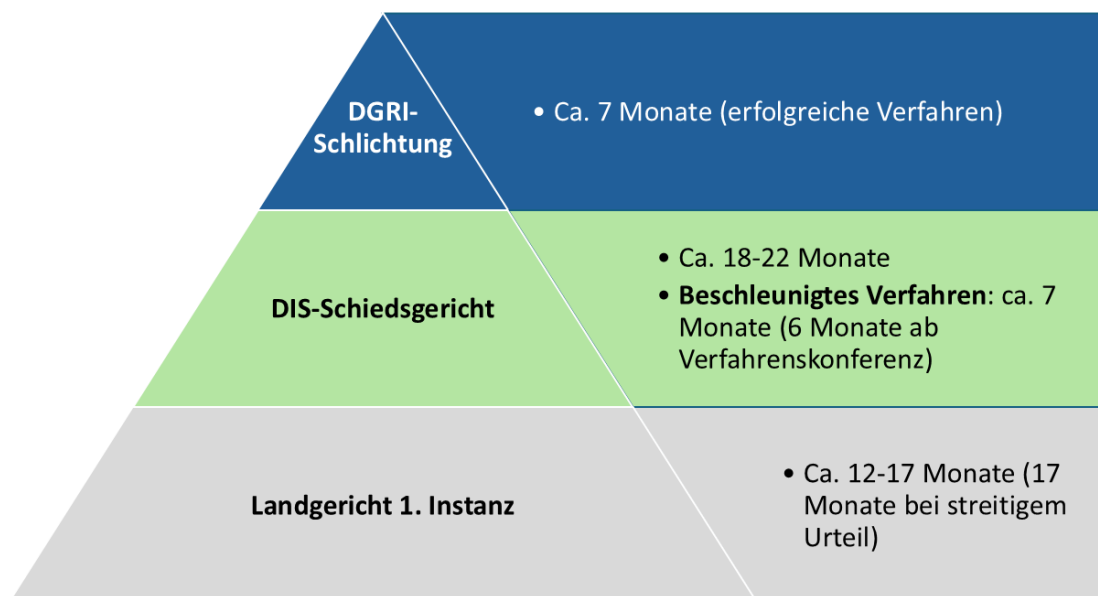 DGRI-
Schlichtung
• Ca. 7 Monate (erfolgreiche Verfahren)
DIS-Schiedsgericht
• Ca. 18-22 Monate
• Beschleunigtes Verfahren: ca. 7
Monate (6 Monate ab
Verfahrenskonferenz)
Landgericht 1. Instanz
• Ca. 12-17 Monate (17
Monate bei streitigem
Urteil)